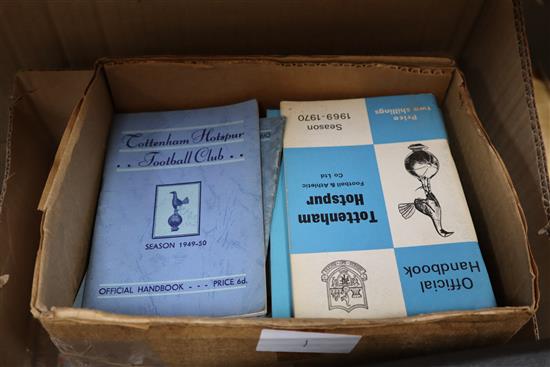 Tottenham Hotspur
. . Football Club . .
SEASON 1949-50
OFFICIAL HANDBOOK - - - PRICE 6d.
Official
Handbook
Tottenham
Hotspur
Football & Athletic
Co Ltd
Price
two shillings
Season
1969-1970
1